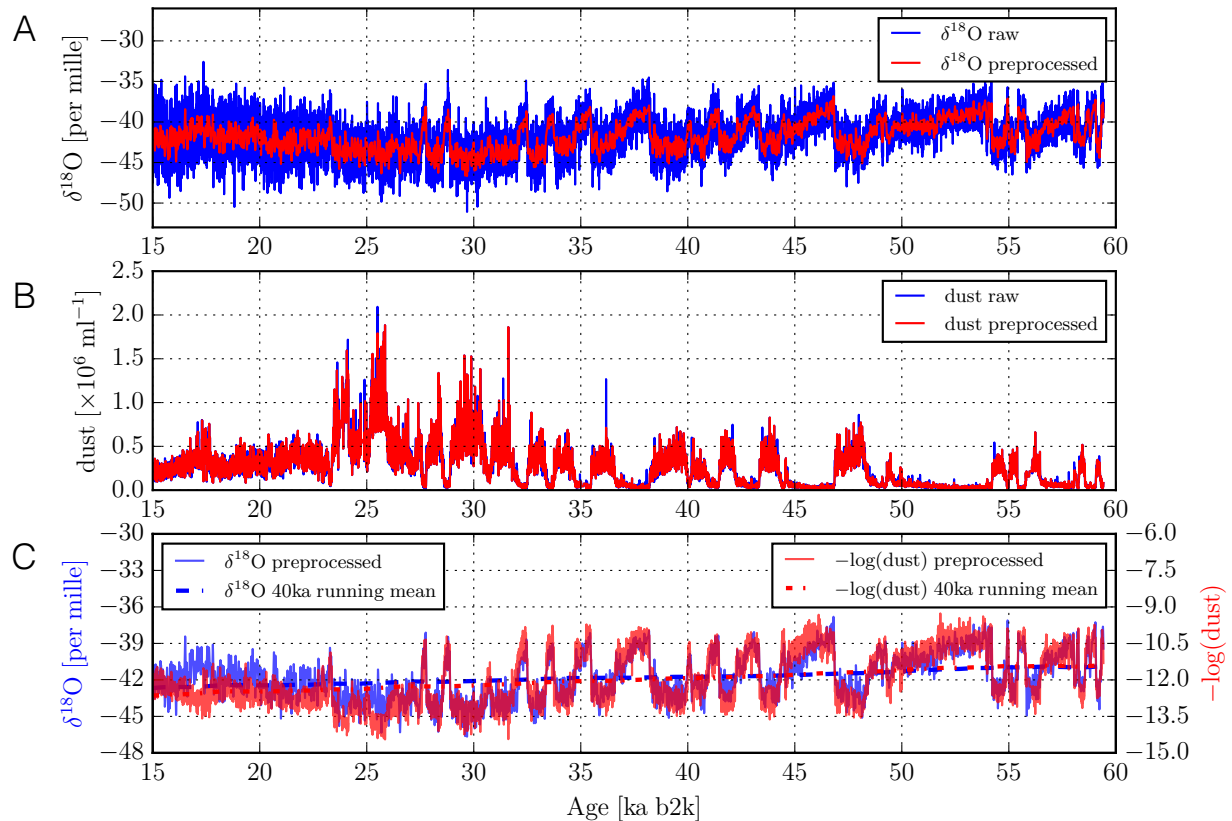 A
δ18O [per mille]
−26
−30
−35
−40
−45
−50
δ18O raw
δ18O preprocessed
15 20 25 30 35 40 45 50 55 60
B
dust [×10⁶ ml⁻¹]
2.5
2.0
1.5
1.0
0.5
0.0
dust raw
dust preprocessed
15 20 25 30 35 40 45 50 55 60
C
δ18O [per mille]
−30
−33
−36
−39
−42
−45
−48
δ18O preprocessed
δ18O 40ka running mean
−log(dust) preprocessed
−log(dust) 40ka running mean
−6.0
−7.5
−9.0
−10.5
−12.0
−13.5
−15.0
−log(dust)
15 20 25 30 35 40 45 50 55 60
Age [ka b2k]